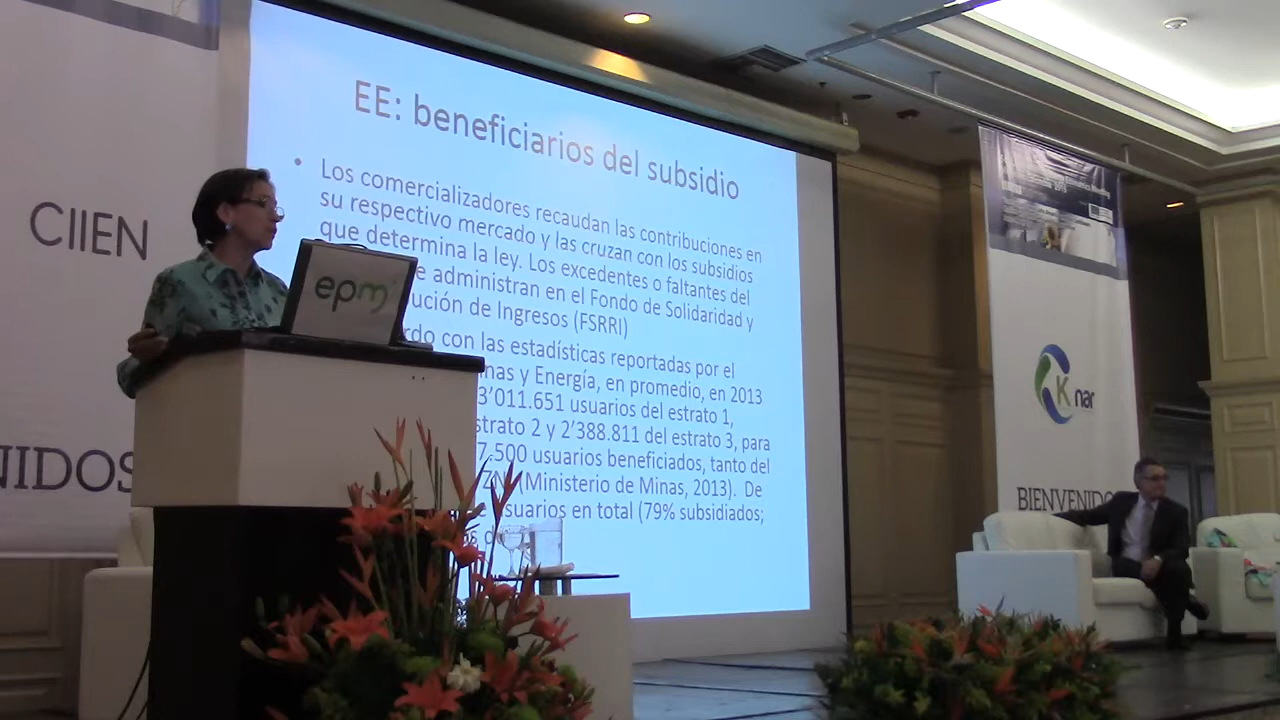 EE: beneficiarios del subsidio
• Los comercializadores recaudan las contribuciones en
su respectivo mercado y las cruzan con los subsidios
que determina la ley. Los excedentes o faltantes del
administran en el Fondo de Solidaridad y
ución de Ingresos (FSRRI)
rdo con las estadísticas reportadas por el
nas y Energía, en promedio, en 2013
3’011.651 usuarios del estrato 1,
strato 2 y 2’388.811 del estrato 3, para
7.500 usuarios beneficiados, tanto del
(Ministerio de Minas, 2013). De
usuarios en total (79% subsidiados;
CIIEN
epm
NIDOS
K nar
BIENVENIDO